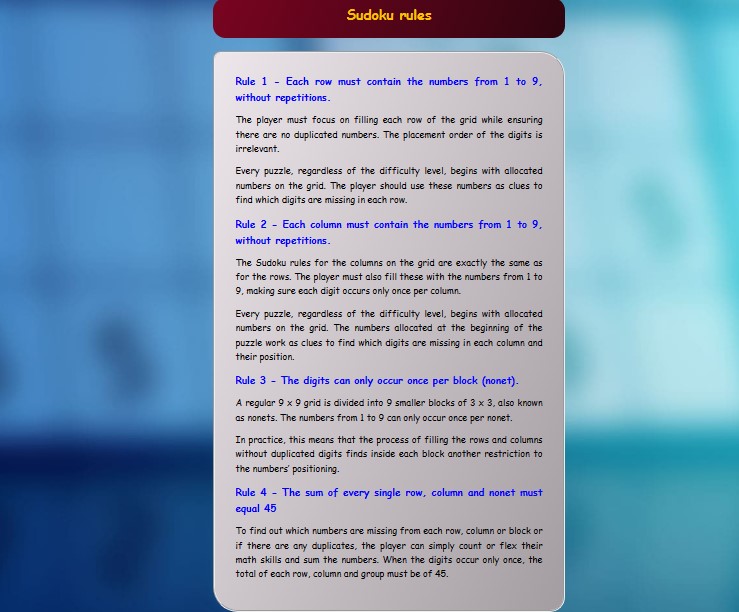 Sudoku rules
Rule 1 - Each row must contain the numbers from 1 to 9,
without repetitions.
The player must focus on filling each row of the grid while ensuring
there are no duplicated numbers. The placement order of the digits is
irrelevant.
Every puzzle, regardless of the difficulty level, begins with allocated
numbers on the grid. The player should use these numbers as clues to
find which digits are missing in each row.
Rule 2 - Each column must contain the numbers from 1 to 9,
without repetitions.
The Sudoku rules for the columns on the grid are exactly the same as
for the rows. The player must also fill these with the numbers from 1 to
9, making sure each digit occurs only once per column.
Every puzzle, regardless of the difficulty level, begins with allocated
numbers on the grid. The numbers allocated at the beginning of the
puzzle work as clues to find which digits are missing in each column and
their position.
Rule 3 - The digits can only occur once per block (nonet).
A regular 9 x 9 grid is divided into 9 smaller blocks of 3 x 3, also known
as nonets. The numbers from 1 to 9 can only occur once per nonet.
In practice, this means that the process of filling the rows and columns
without duplicated digits finds inside each block another restriction to
the numbers' positioning.
Rule 4 - The sum of every single row, column and nonet must
equal 45
To find out which numbers are missing from each row, column or block or
if there are any duplicates, the player can simply count or flex their
math skills and sum the numbers. When the digits occur only once, the
total of each row, column and group must be of 45.